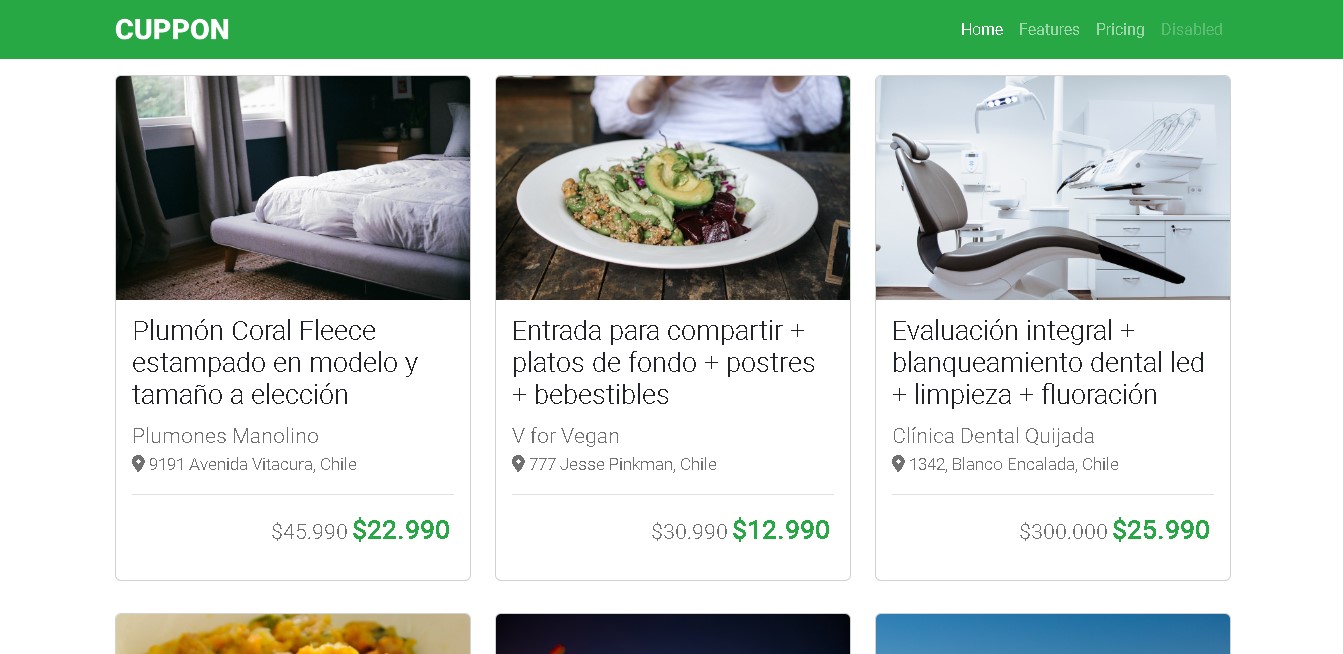 CUPPON
Home Features Pricing Disabled
Plumón Coral Fleece
estampado en modelo y
tamaño a elección
Plumones Manolino
9191 Avenida Vitacura, Chile
$45.990 $22.990
Entrada para compartir +
platos de fondo + postres
+ bebestibles
V for Vegan
777 Jesse Pinkman, Chile
$30.990 $12.990
Evaluación integral +
blanqueamiento dental led
+ limpieza + fluoración
Clínica Dental Quijada
1342, Blanco Encalada, Chile
$300.000 $25.990